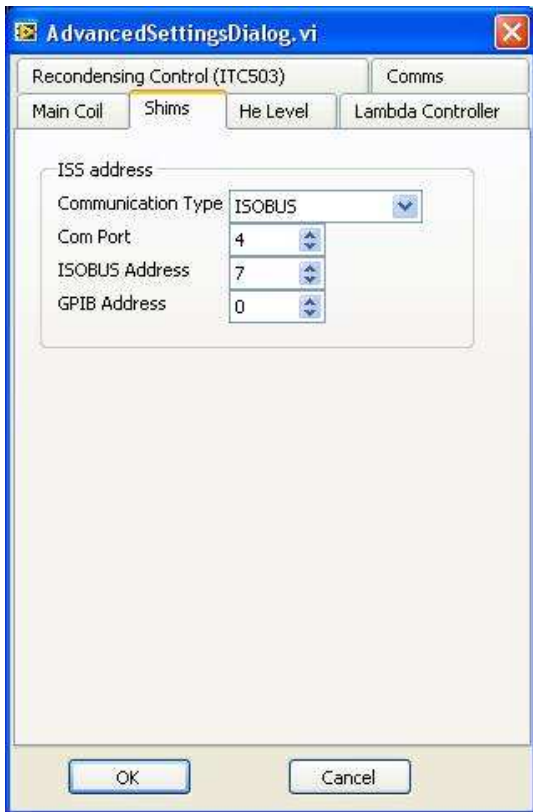 AdvancedSettingsDialog.vi
Recondensing Control (ITC503) Comms
Main Coil Shims He Level Lambda Controller
ISS address
Communication Type ISOBUS
Com Port 4
ISOBUS Address 7
GPIB Address 0
OK Cancel